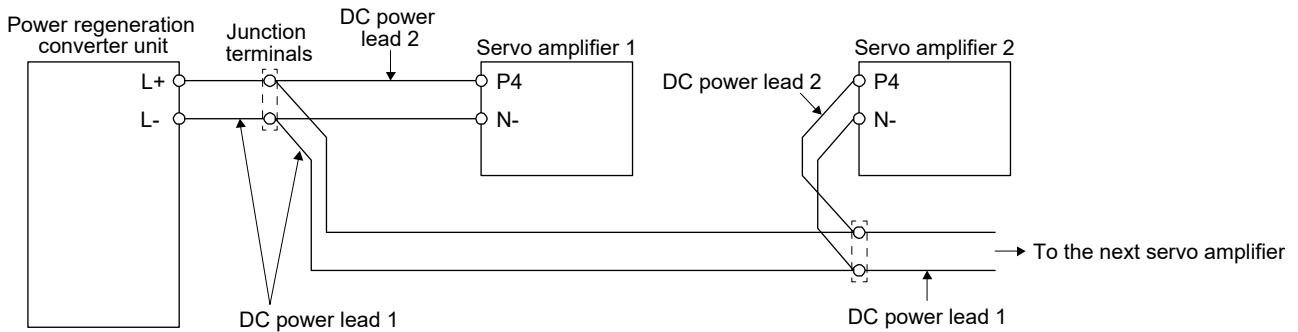 Power regeneration
converter unit
Junction
terminals
DC power
lead 2
Servo amplifier 1
Servo amplifier 2
L+
P4
DC power lead 2
P4
L-
N-
N-
To the next servo amplifier
DC power lead 1
DC power lead 1